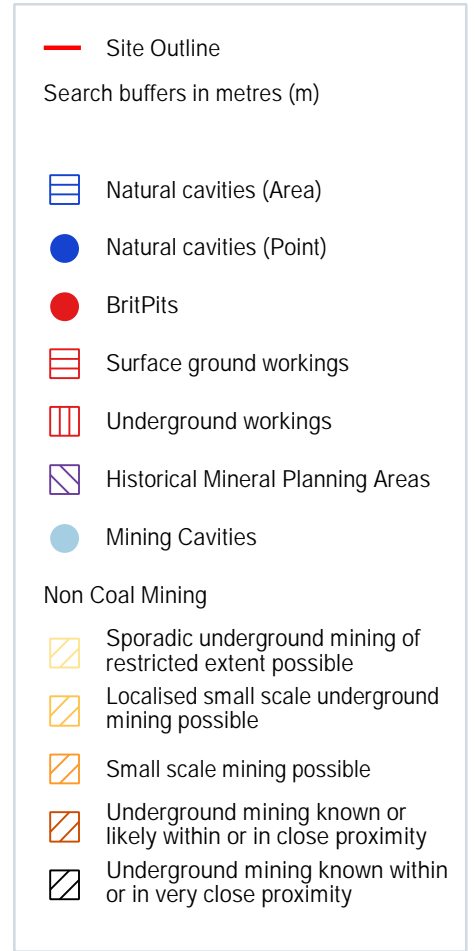 Site Outline
Search buffers in metres (m)
Natural cavities (Area)
Natural cavities (Point)
BritPits
Surface ground workings
Underground workings
Historical Mineral Planning Areas
Mining Cavities
Non Coal Mining
Sporadic underground mining of
restricted extent possible
Localised small scale underground
mining possible
Small scale mining possible
Underground mining known or
likely within or in close proximity
Underground mining known within
or in very close proximity